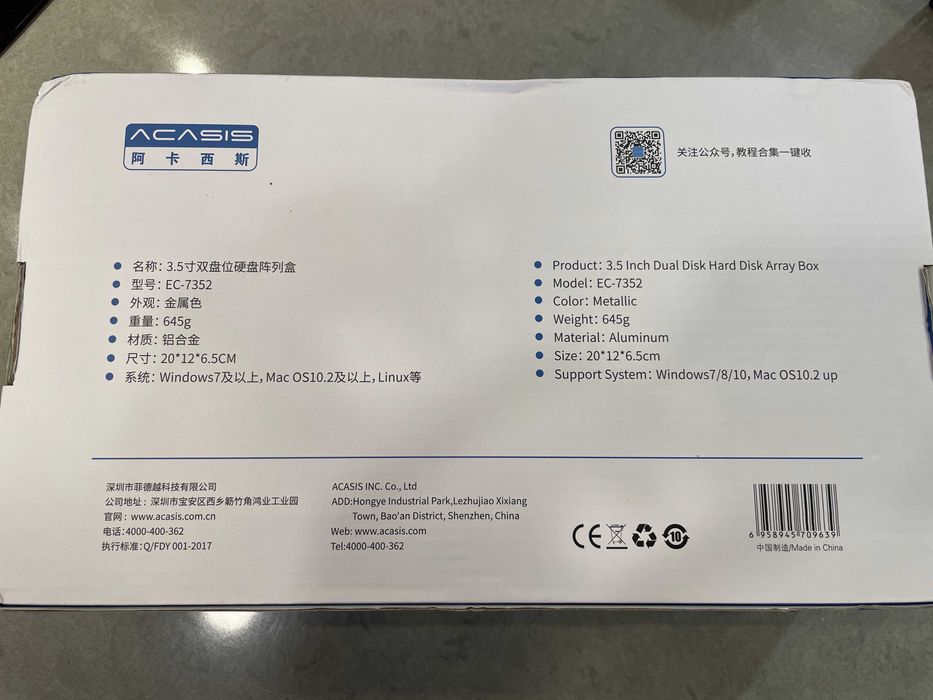 ACASIS
阿卡西斯
关注公众号,教程合集一键收
名称: 3.5寸双盘位硬盘阵列盒
型号: EC-7352
外观: 金属色
重量: 645g
材质: 铝合金
尺寸: 20*12*6.5CM
系统: Windows7及以上, Mac OS10.2及以上, Linux等
Product: 3.5 Inch Dual Disk Hard Disk Array Box
Model: EC-7352
Color: Metallic
Weight: 645g
Material: Aluminum
Size: 20*12*6.5cm
Support System: Windows7/8/10, Mac OS10.2 up
深圳市菲德越科技有限公司
公司地址: 深圳市宝安区西乡簕竹角鸿业工业园
官网: www.acasis.com.cn
电话:4000-400-362
执行标准:Q/FDY 001-2017
ACASIS INC. Co., Ltd
ADD:Hongye Industrial Park,Lezhujiao Xixiang
Town, Bao'an District, Shenzhen, China
Web: www.acasis.com
Tel:4000-400-362
CE
10
6 958945 709639
中国制造/Made in China